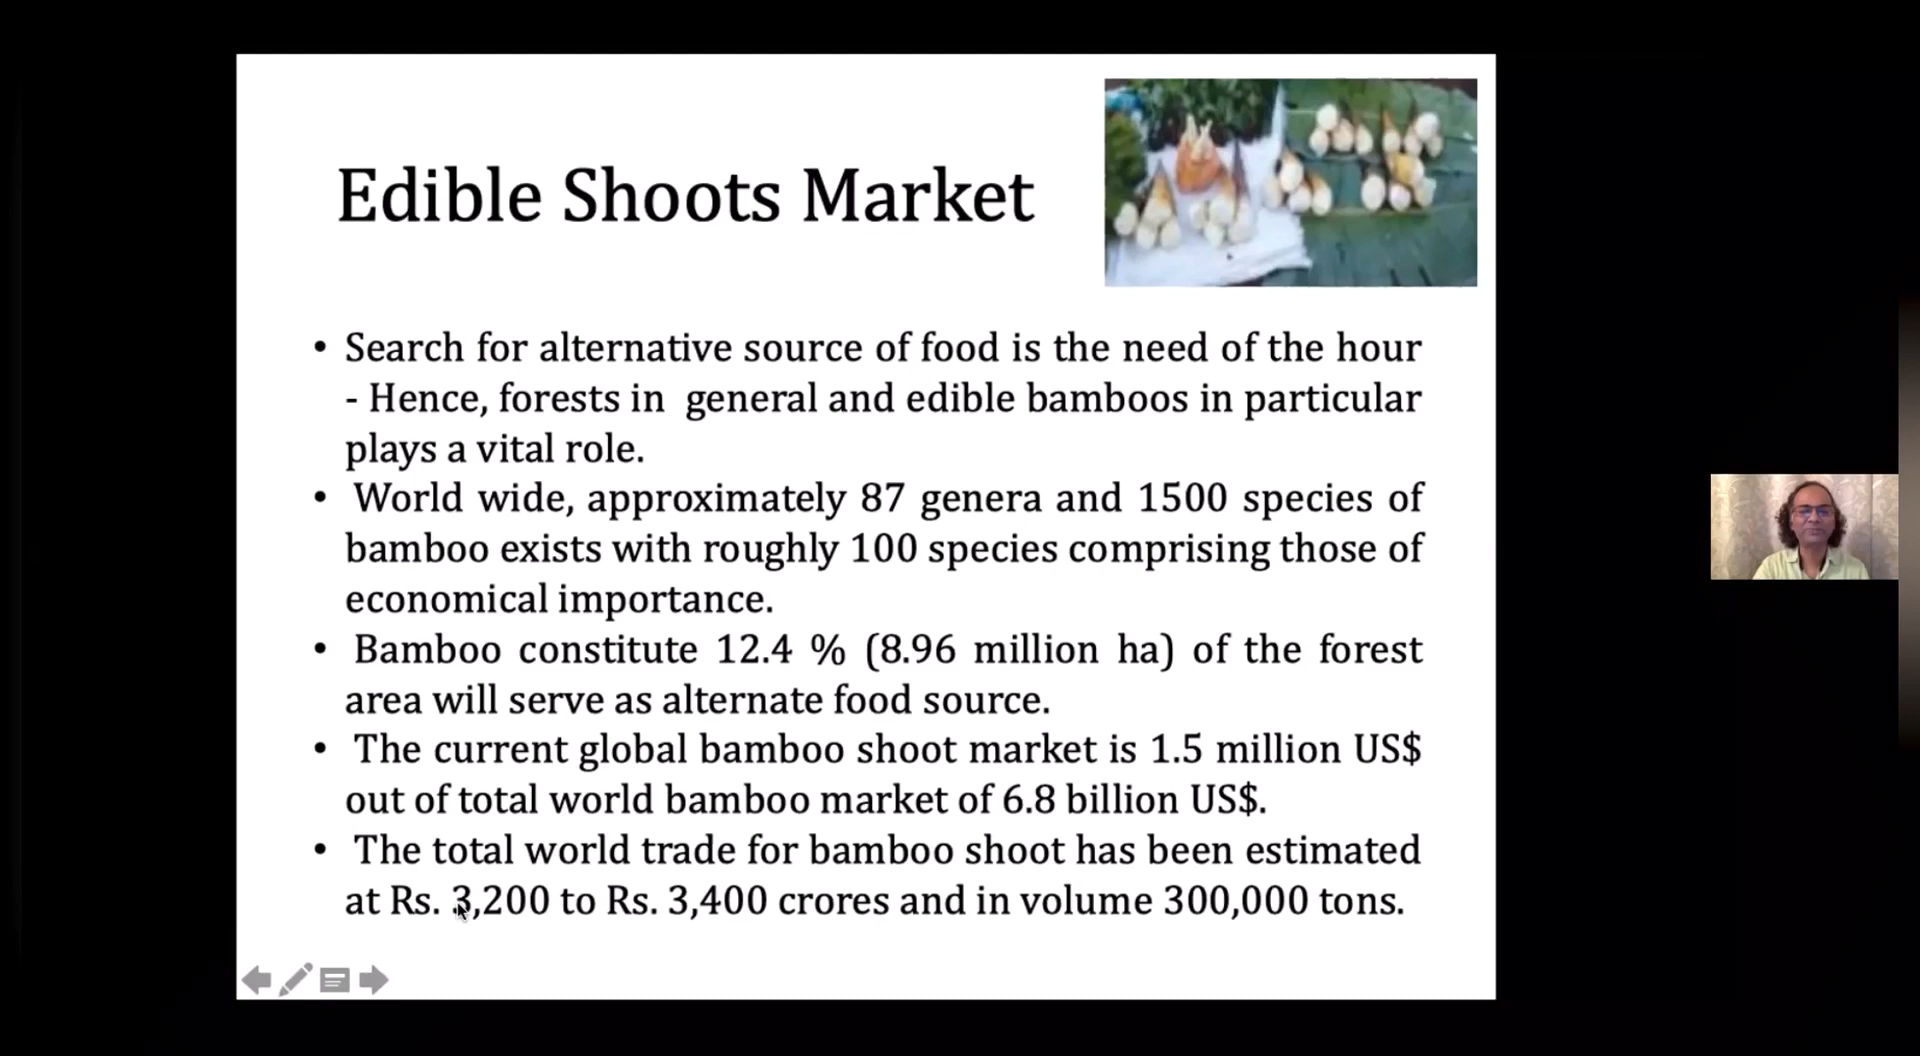 Edible Shoots Market
• Search for alternative source of food is the need of the hour
- Hence, forests in general and edible bamboos in particular
plays a vital role.
• World wide, approximately 87 genera and 1500 species of
bamboo exists with roughly 100 species comprising those of
economical importance.
• Bamboo constitute 12.4 % (8.96 million ha) of the forest
area will serve as alternate food source.
• The current global bamboo shoot market is 1.5 million US$
out of total world bamboo market of 6.8 billion US$.
• The total world trade for bamboo shoot has been estimated
at Rs. 3,200 to Rs. 3,400 crores and in volume 300,000 tons.